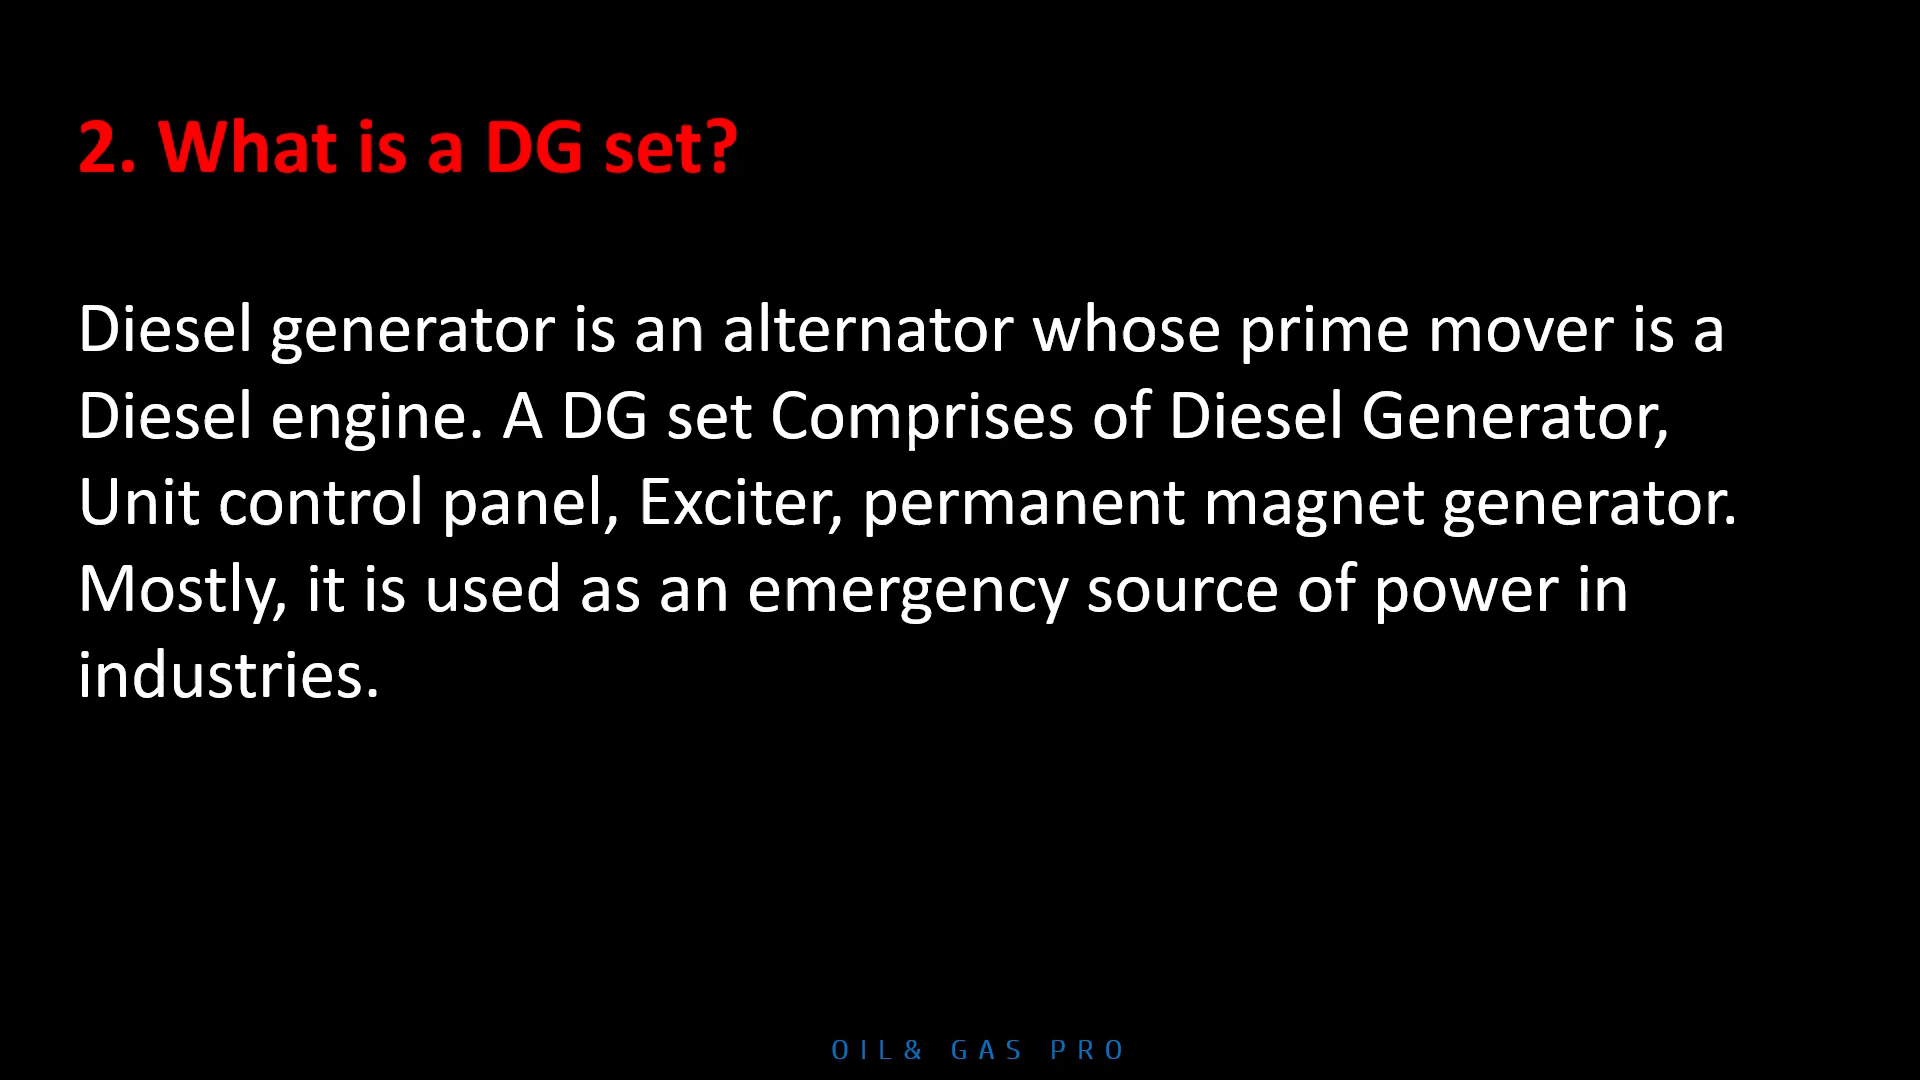 2. What is a DG set?
Diesel generator is an alternator whose prime mover is a
Diesel engine. A DG set Comprises of Diesel Generator,
Unit control panel, Exciter, permanent magnet generator.
Mostly, it is used as an emergency source of power in
industries.
OIL& GAS PRO